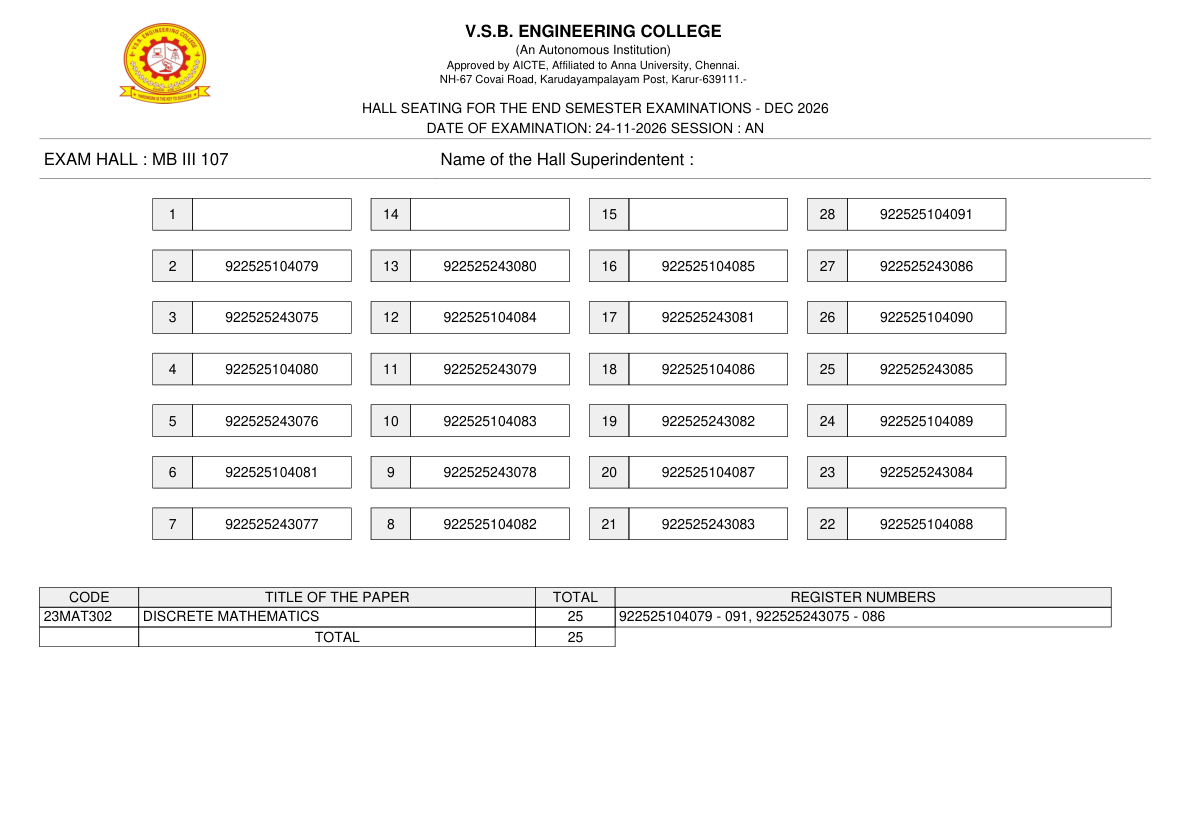 V.S.B. ENGINEERING COLLEGE
(An Autonomous Institution)
Approved by AICTE, Affiliated to Anna University, Chennai.
NH-67 Covai Road, Karudayampalayam Post, Karur-639111.-
HALL SEATING FOR THE END SEMESTER EXAMINATIONS - DEC 2026
DATE OF EXAMINATION: 24-11-2026 SESSION : AN
EXAM HALL : MB III 107 Name of the Hall Superintendent :
1 14 15 28 922525104091
2 922525104079 13 922525243080 16 922525104085 27 922525243086
3 922525243075 12 922525104084 17 922525243081 26 922525104090
4 922525104080 11 922525243079 18 922525104086 25 922525243085
5 922525243076 10 922525104083 19 922525243082 24 922525104089
6 922525104081 9 922525243078 20 922525104087 23 922525243084
7 922525243077 8 922525104082 21 922525243083 22 922525104088
CODE TITLE OF THE PAPER TOTAL REGISTER NUMBERS
23MAT302 DISCRETE MATHEMATICS 25 922525104079 - 091, 922525243075 - 086
TOTAL 25